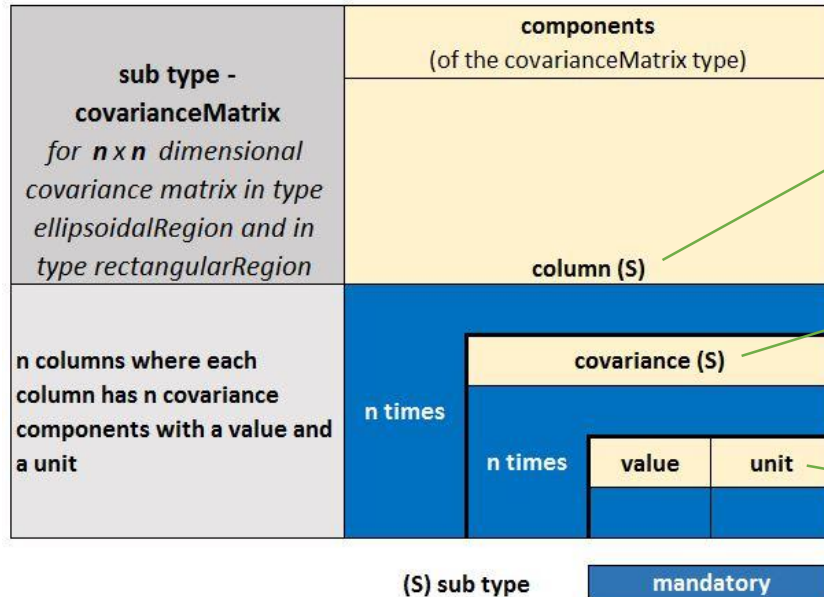 components
(of the covarianceMatrix type)
sub type -
covarianceMatrix
for n x n dimensional
covariance matrix in type
ellipsoidalRegion and in
type rectangularRegion
column (S)
n columns where each
column has n covariance
components with a value and
a unit
n times
covariance (S)
n times
value
unit
(S) sub type
mandatory